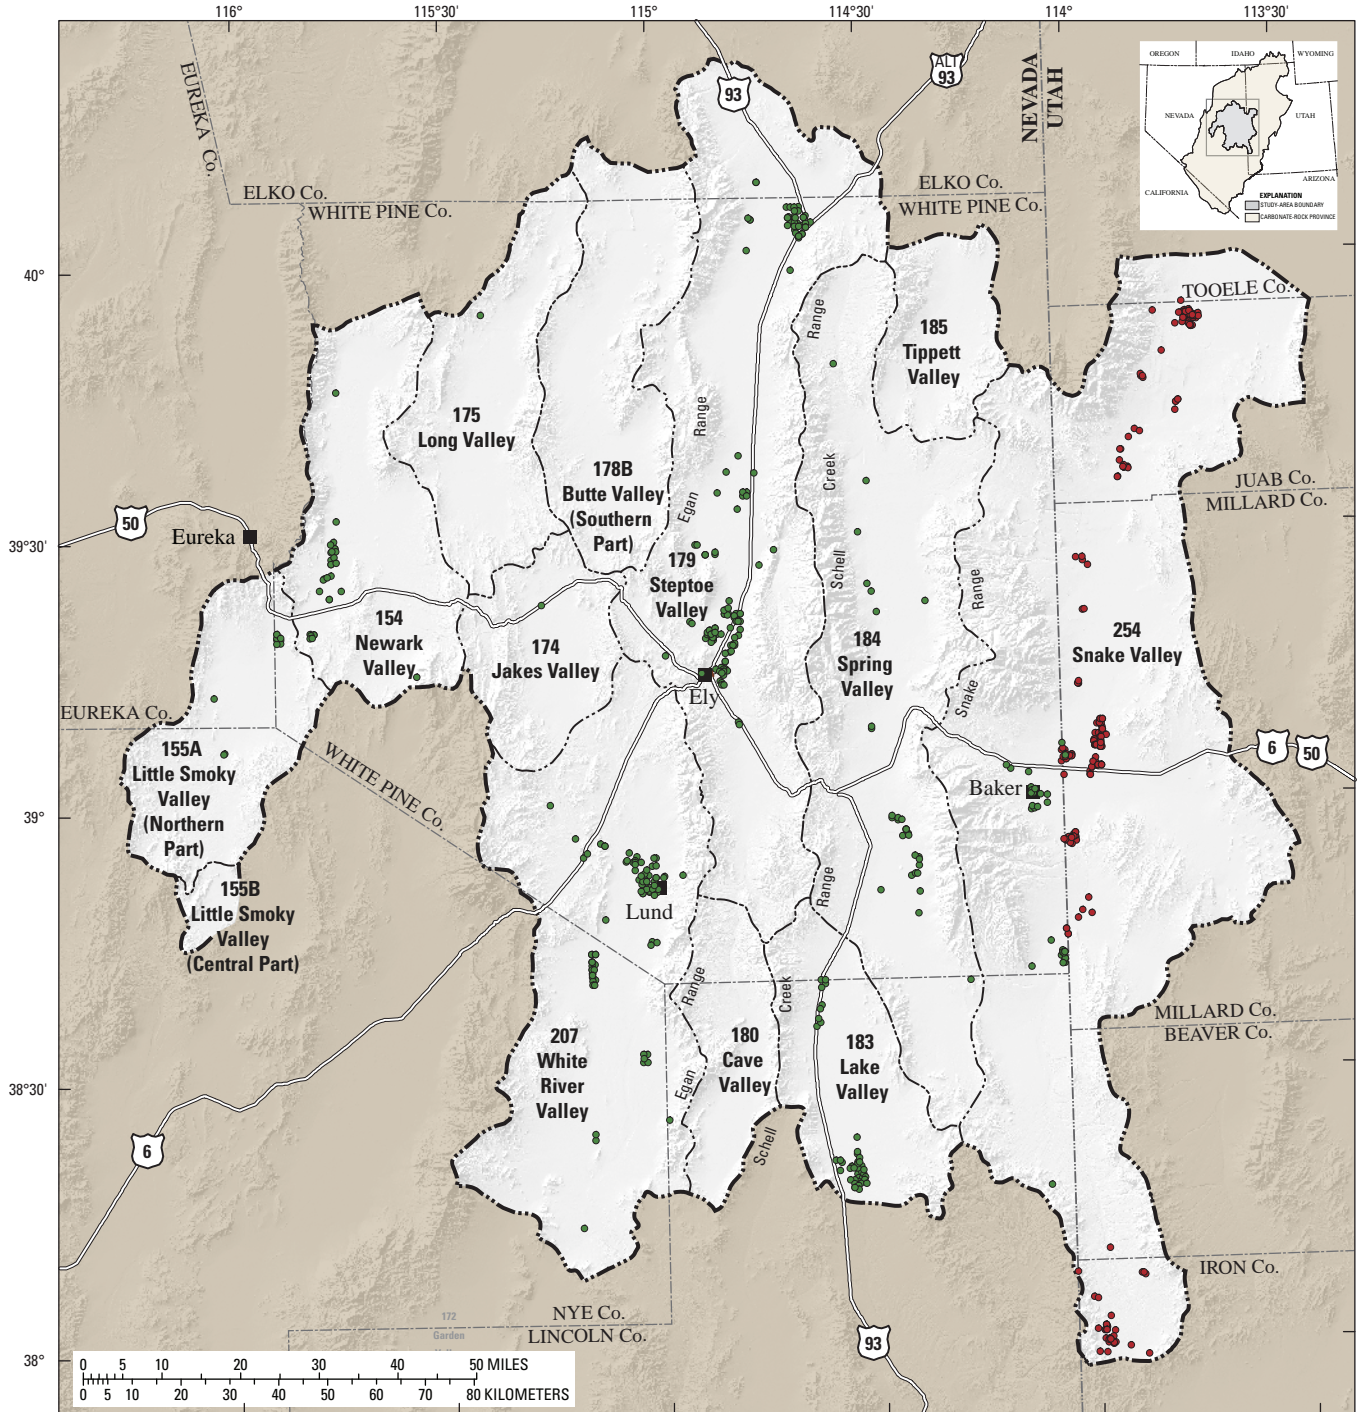 116°
115°30'
115°
114°30'
114°
113°30'
40°
39°30'
39°
38°30'
38°
EUREKA Co.
93
ALT
93
NEVADA
UTAH
OREGON
IDAHO
WYOMING
NEVADA
UTAH
CALIFORNIA
ARIZONA
EXPLANATION
STUDY-AREA BOUNDARY
CARBONATE-ROCK PROVINCE
ELKO Co.
WHITE PINE Co.
ELKO Co.
WHITE PINE Co.
TOOELE Co.
Range
185
Tippett
Valley
175
Long Valley
Range
178B
Butte Valley
(Southern
Part)
Creek
JUAB Co.
MILLARD Co.
50
Eureka
Egan
179
Steptoe
Valley
Schell
Range
154
Newark
Valley
174
Jakes Valley
184
Spring
Valley
254
Snake Valley
Ely
Snake
EUREKA Co.
155A
Little Smoky
Valley
(Northern
Part)
WHITE PINE Co.
6
50
Baker
155B
Little Smoky
Valley
(Central Part)
Lund
Range
Range
Creek
207
White
River
Valley
180
Cave
Valley
183
Lake
Valley
MILLARD Co.
BEAVER Co.
Egan
Schell
6
IRON Co.
172
Garden
NYE Co.
LINCOLN Co.
93
0 5 10 20 30 40 50 MILES
0 5 10 20 30 40 50 60 70 80 KILOMETERS